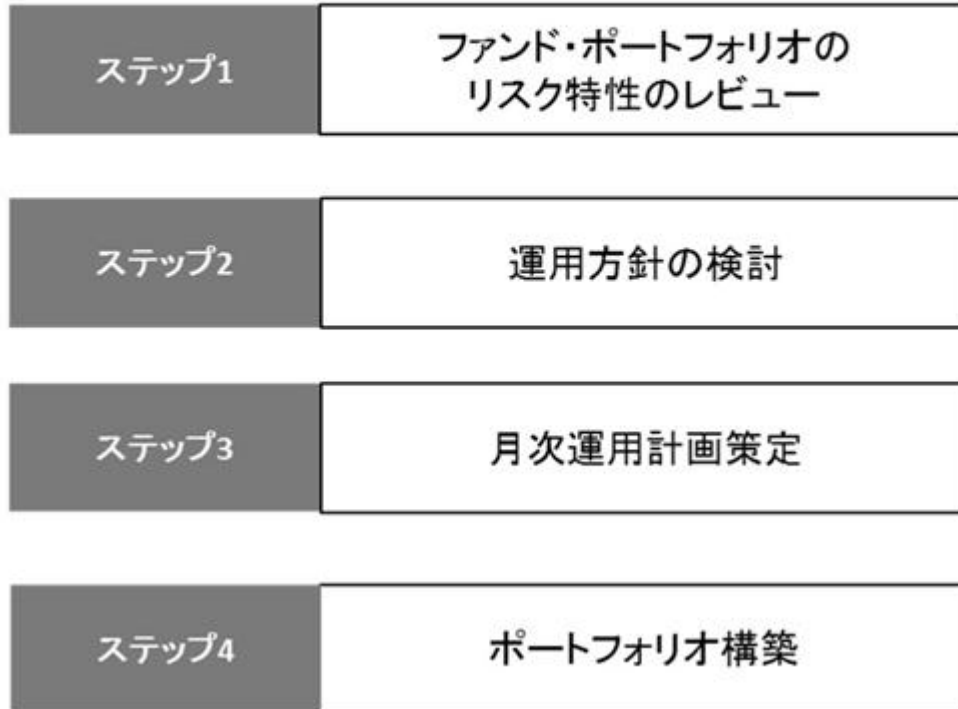 ステップ1
ファンド・ポートフォリオの
リスク特性のレビュー
ステップ2
運用方針の検討
ステップ3
月次運用計画策定
ステップ4
ポートフォリオ構築